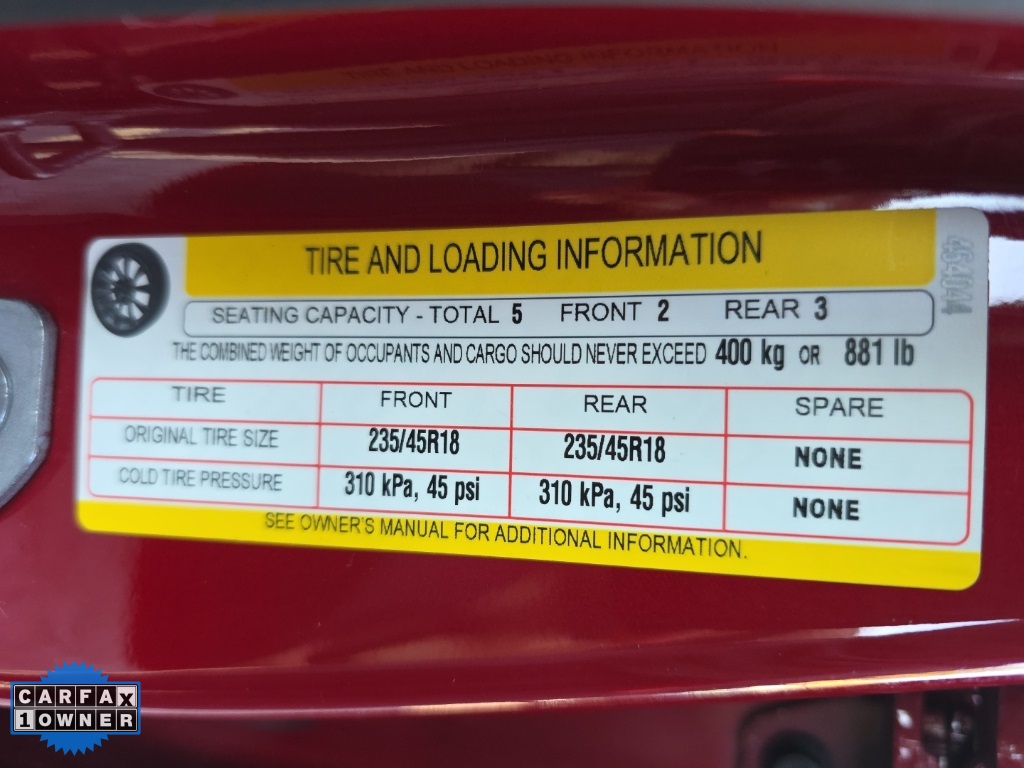 TIRE AND LOADING INFORMATION
464044
SEATING CAPACITY - TOTAL 5 FRONT 2 REAR 3
THE COMBINED WEIGHT OF OCCUPANTS AND CARGO SHOULD NEVER EXCEED 400 kg OR 881 lb
TIRE FRONT REAR SPARE
ORIGINAL TIRE SIZE 235/45R18 235/45R18 NONE
COLD TIRE PRESSURE 310 kPa, 45 psi 310 kPa, 45 psi NONE
SEE OWNER'S MANUAL FOR ADDITIONAL INFORMATION.
CARFAX
1 OWNER